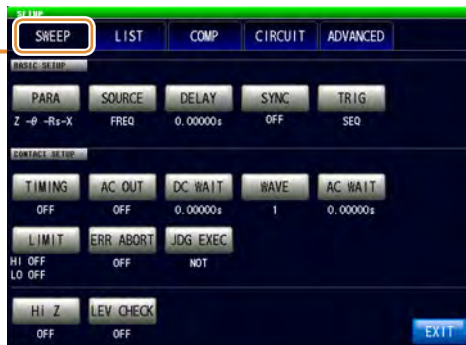 SETUP
SWEEP LIST COMP CIRCUIT ADVANCED
BASIC SETUP
PARA SOURCE DELAY SYNC TRIG
Z -θ -Rs-X FREQ 0.00000s OFF SEQ
CONTACT SETUP
TIMING AC OUT DC WAIT WAVE AC WAIT
OFF OFF 0.00000s 1 0.00000s
LIMIT ERR ABORT JDG EXEC
HI OFF OFF NOT
LO OFF
Hi Z LEV CHECK
OFF OFF
EXIT